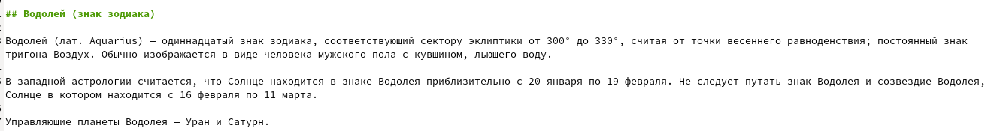 ## Водолей (знак зодиака)
Водолей (лат. Aquarius) — одиннадцатый знак зодиака, соответствующий сектору эклиптики от 300° до 330°, считая от точки весеннего равноденствия; постоянный знак
тригона Воздух. Обычно изображается в виде человека мужского пола с кувшином, льющего воду.
В западной астрологии считается, что Солнце находится в знаке Водолея приблизительно с 20 января по 19 февраля. Не следует путать знак Водолея и созвездие Водолея,
Солнце в котором находится с 16 февраля по 11 марта.
Управляющие планеты Водолея — Уран и Сатурн.